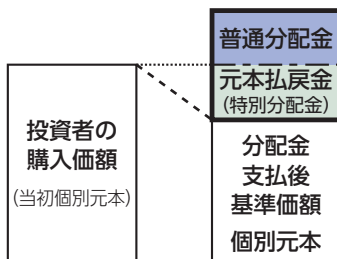 普通分配金
元本払戻金
(特別分配金)
投資者の
購入価額
(当初個別元本)
分配金
支払後
基準価額
個別元本